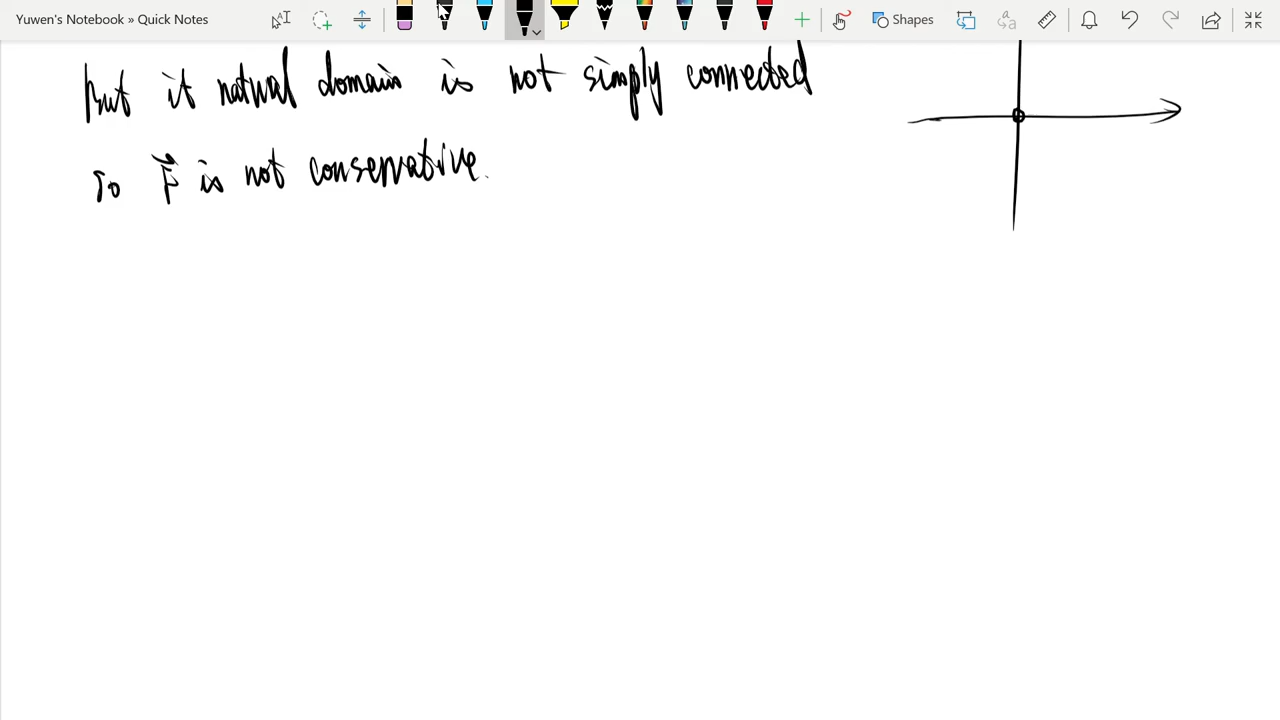 Yuwen's Notebook » Quick Notes
Shapes
But it natural domain is not simply connected
so F⃗ is not conservative.